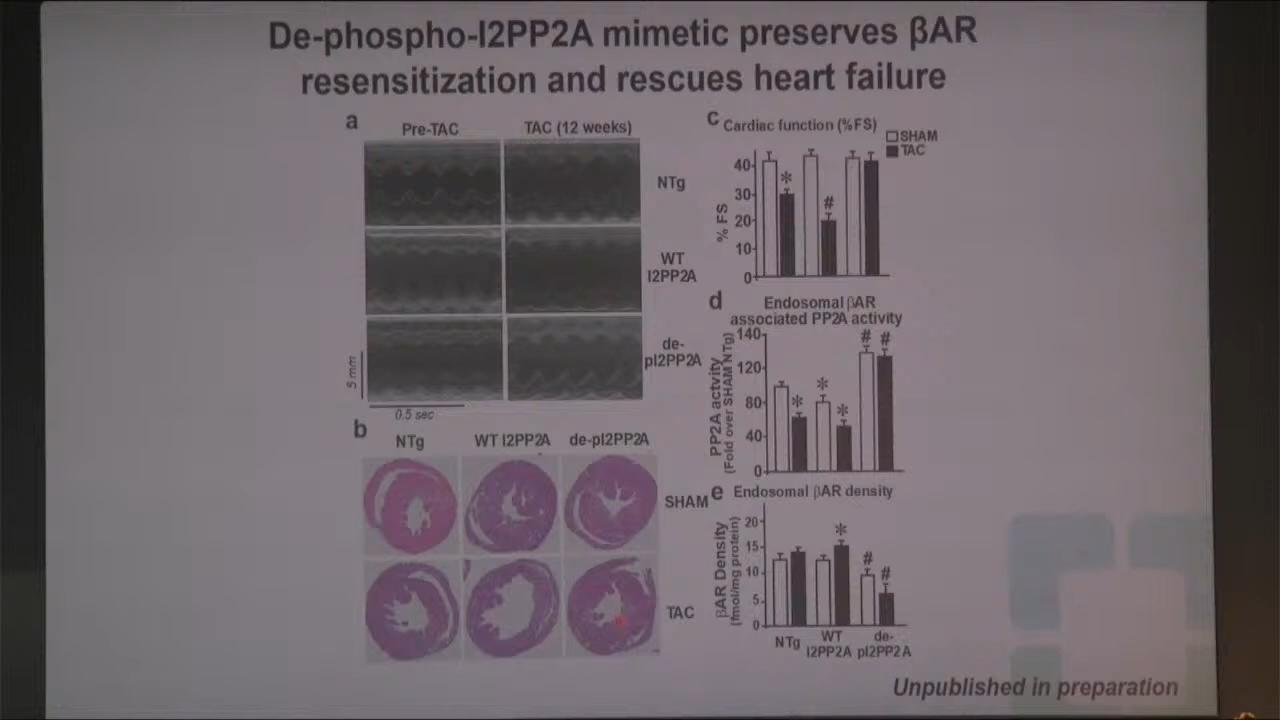 De-phospho-I2PP2A mimetic preserves βAR
resensitization and rescues heart failure
a
Pre-TAC
TAC (12 weeks)
NTg
WT
I2PP2A
de-
pI2PP2A
5 mm
0.5 sec
b
NTg
WT I2PP2A
de-pI2PP2A
SHAM
TAC
c
Cardiac function (%FS)
SHAM
TAC
% FS
40
30
20
10
0
*
#
d
Endosomal βAR
associated PP2A activity
PP2A actvity
(Fold over SHAM NTg)
140
120
80
40
0
*
*
*
#
#
e
Endosomal βAR density
βAR Density
(fmol/mg protein)
20
15
10
5
0
*
#
#
NTg
WT
I2PP2A
de-
pI2PP2A
Unpublished in preparation